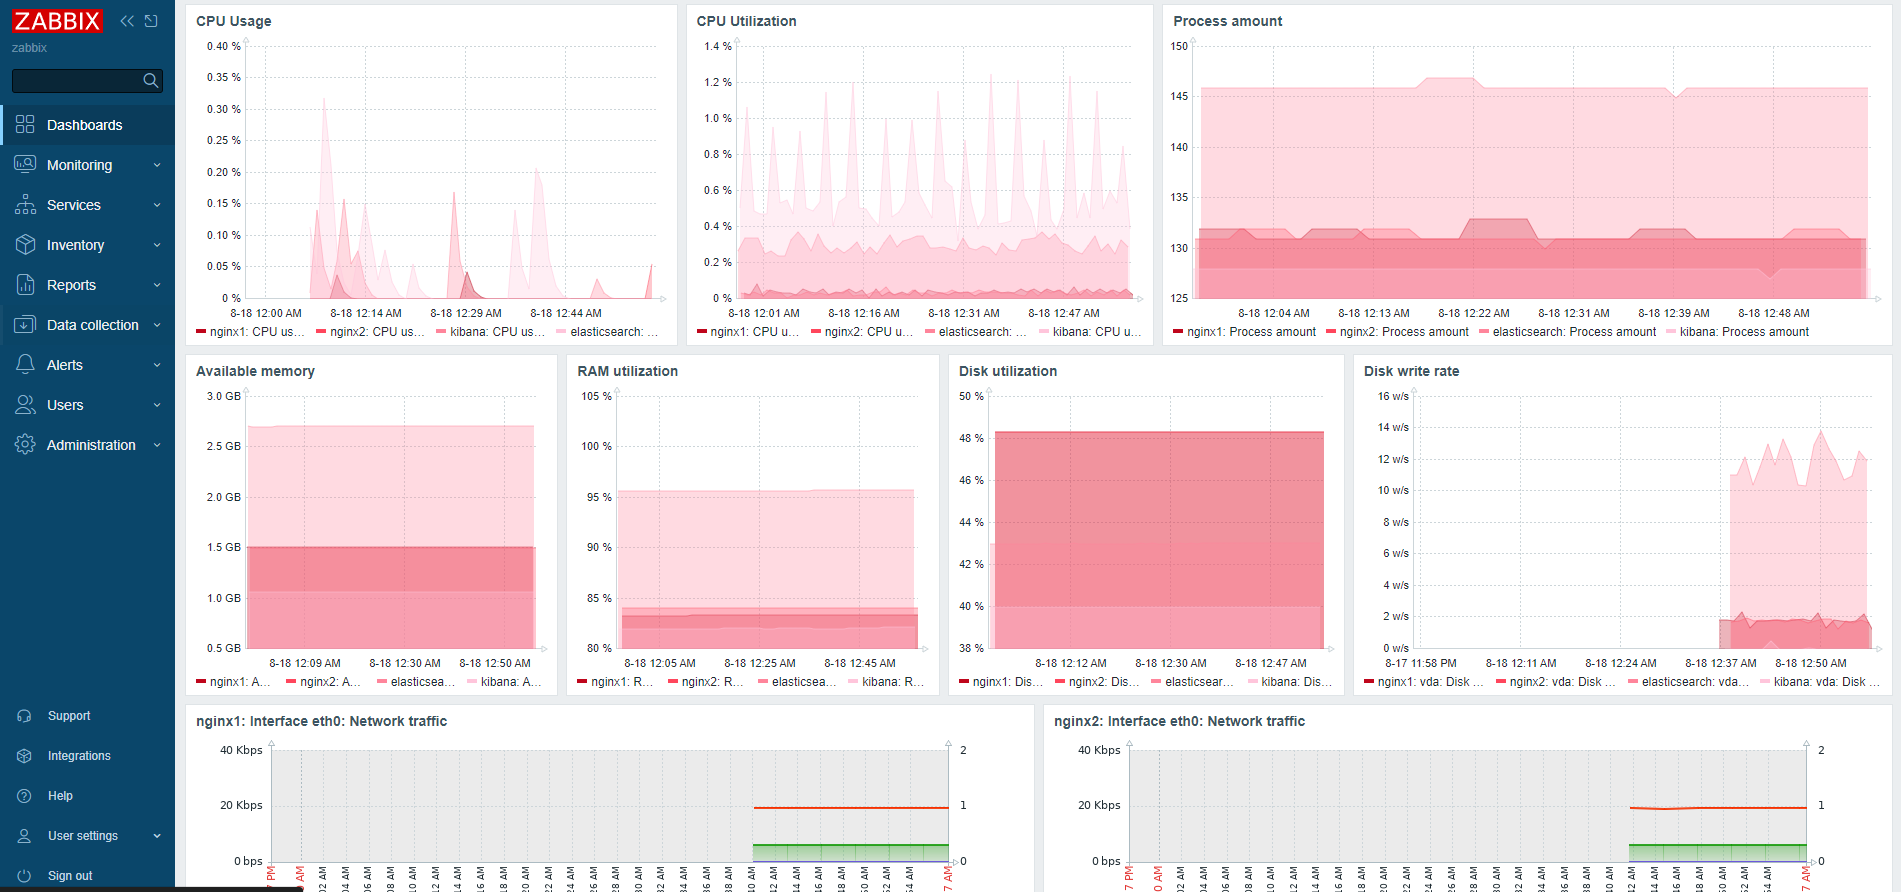 ZABBIX
zabbix
Dashboards
Monitoring
Services
Inventory
Reports
Data collection
Alerts
Users
Administration
Support
Integrations
Help
User settings
Sign out
CPU Usage
0.40 %
0.35 %
0.30 %
0.25 %
0.20 %
0.15 %
0.10 %
0.05 %
0 %
8-18 12:00 AM 8-18 12:14 AM 8-18 12:29 AM 8-18 12:44 AM
nginx1: CPU us... nginx2: CPU us... kibana: CPU us... elasticsearch: ...
CPU Utilization
1.4 %
1.2 %
1.0 %
0.8 %
0.6 %
0.4 %
0.2 %
0 %
8-18 12:01 AM 8-18 12:16 AM 8-18 12:31 AM 8-18 12:47 AM
nginx1: CPU u... nginx2: CPU u... elasticsearch:... kibana: CPU u...
Process amount
150
145
140
135
130
125
8-18 12:04 AM 8-18 12:13 AM 8-18 12:22 AM 8-18 12:31 AM 8-18 12:39 AM 8-18 12:48 AM
nginx1: Process amount nginx2: Process amount elasticsearch: Process amount kibana: Process amount
Available memory
3.0 GB
2.5 GB
2.0 GB
1.5 GB
1.0 GB
0.5 GB
8-18 12:09 AM 8-18 12:30 AM 8-18 12:50 AM
nginx1: A... nginx2: A... elasticsea... kibana: A...
RAM utilization
105 %
100 %
95 %
90 %
85 %
80 %
8-18 12:05 AM 8-18 12:25 AM 8-18 12:45 AM
nginx1: R... nginx2: R... elasticsea... kibana: R...
Disk utilization
50 %
48 %
46 %
44 %
42 %
40 %
38 %
8-18 12:12 AM 8-18 12:30 AM 8-18 12:47 AM
nginx1: Dis... nginx2: Dis... elasticsear... kibana: Dis...
Disk write rate
16 w/s
14 w/s
12 w/s
10 w/s
8 w/s
6 w/s
4 w/s
2 w/s
0 w/s
8-17 11:58 PM 8-18 12:11 AM 8-18 12:24 AM 8-18 12:37 AM 8-18 12:50 AM
nginx1: vda: Disk ... nginx2: vda: Disk ... elasticsearch: vda... kibana: vda: Disk ...
nginx1: Interface eth0: Network traffic
40 Kbps 2
20 Kbps 1
0 bps 0
nginx2: Interface eth0: Network traffic
40 Kbps 2
20 Kbps 1
0 bps 0